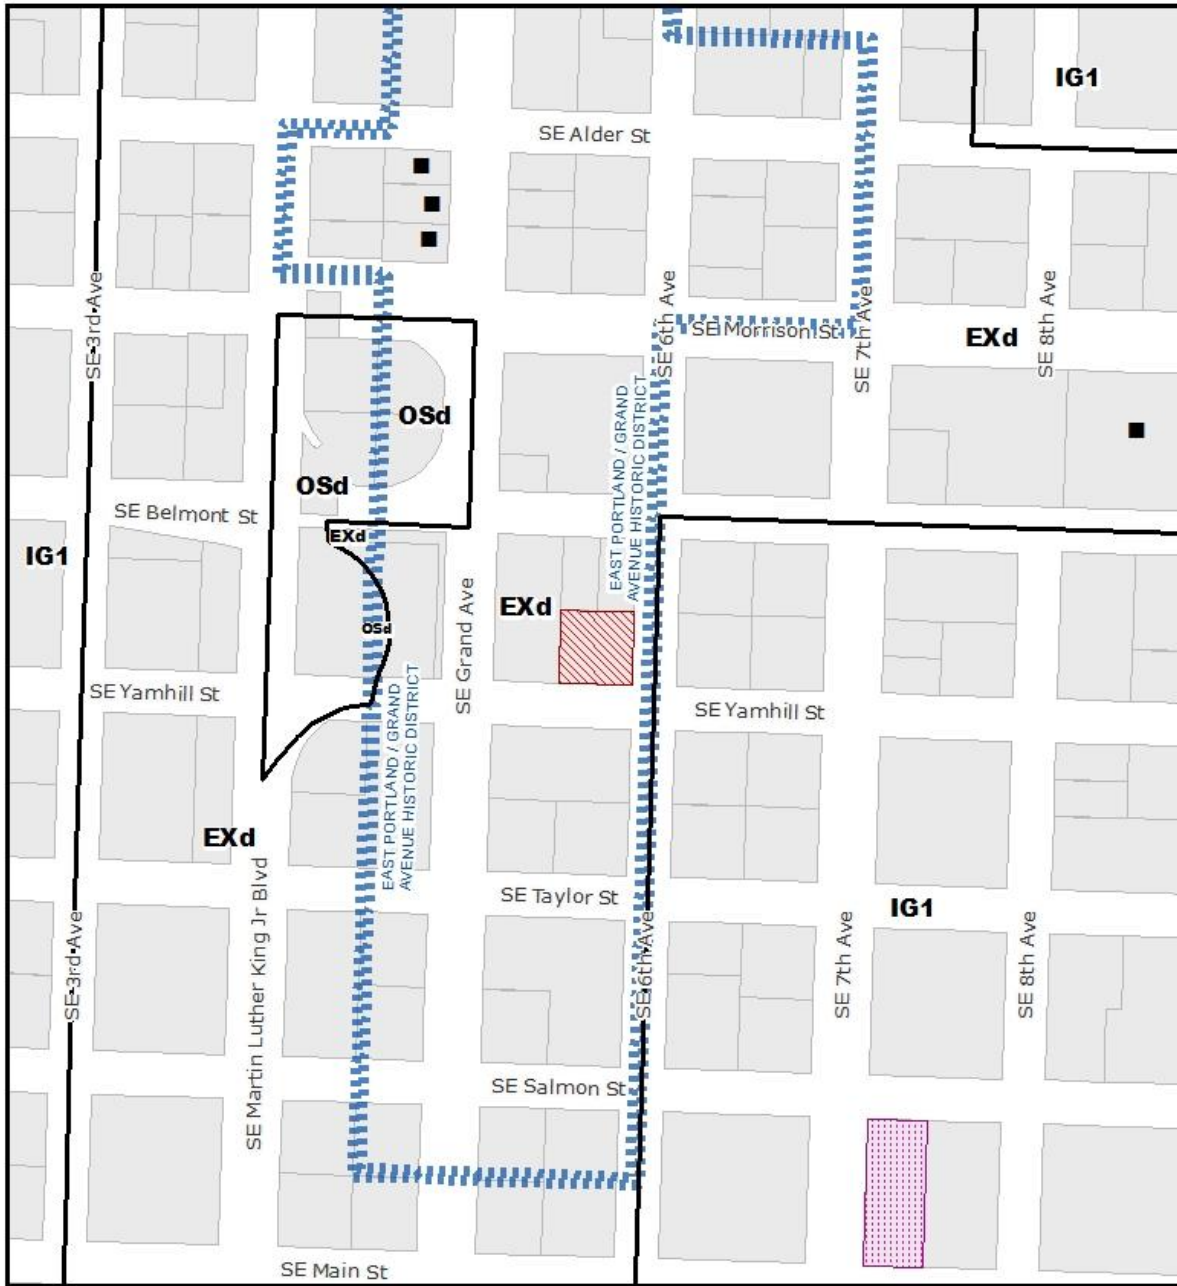 IG1
SE Alder St
SE 3rd Ave
SE 6th Ave
SE 7th Ave
SE 8th Ave
SE Morrison St
EXd
OSd
EAST PORTLAND / GRAND
AVENUE HISTORIC DISTRICT
OSd
SE Belmont St
EXd
IG1
SE Grand Ave
EXd
OSd
SE Yamhill St
SE Yamhill St
EAST PORTLAND / GRAND
AVENUE HISTORIC DISTRICT
EXd
SE Martin Luther King Jr Blvd
SE Taylor St
IG1
SE 3rd Ave
SE 6th Ave
SE 7th Ave
SE 8th Ave
SE Salmon St
SE Main St